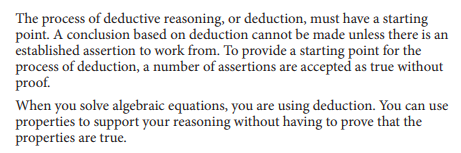 The process of deductive reasoning, or deduction, must have a starting
point. A conclusion based on deduction cannot be made unless there is an
established assertion to work from. To provide a starting point for the
process of deduction, a number of assertions are accepted as true without
proof.
When you solve algebraic equations, you are using deduction. You can use
properties to support your reasoning without having to prove that the
properties are true.